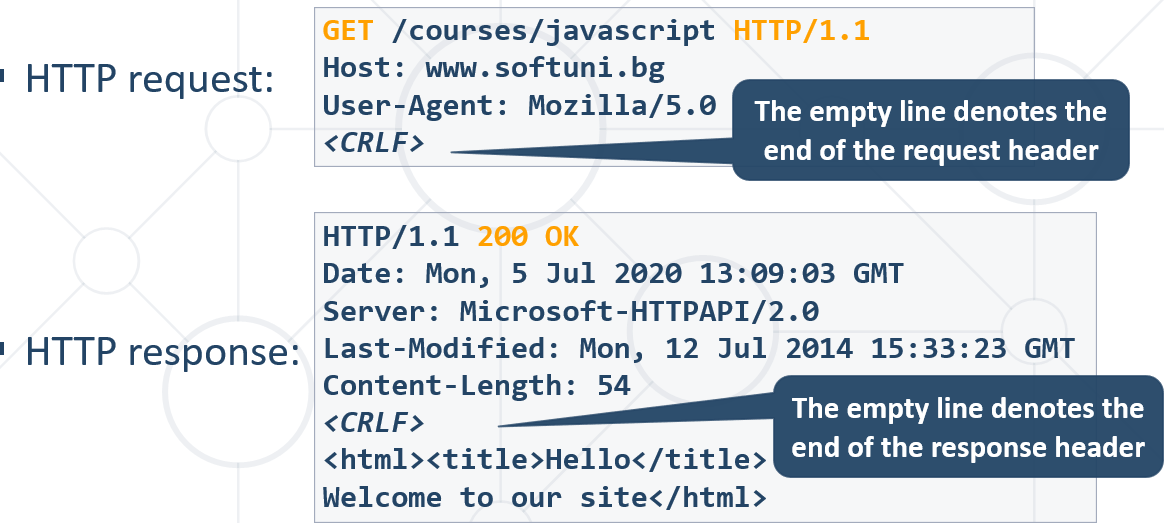 HTTP request:
GET /courses/javascript HTTP/1.1
Host: www.softuni.bg
User-Agent: Mozilla/5.0
<CRLF>
The empty line denotes the
end of the request header
HTTP response:
HTTP/1.1 200 OK
Date: Mon, 5 Jul 2020 13:09:03 GMT
Server: Microsoft-HTTPAPI/2.0
Last-Modified: Mon, 12 Jul 2014 15:33:23 GMT
Content-Length: 54
<CRLF>
The empty line denotes the
end of the response header
<html><title>Hello</title>
Welcome to our site</html>